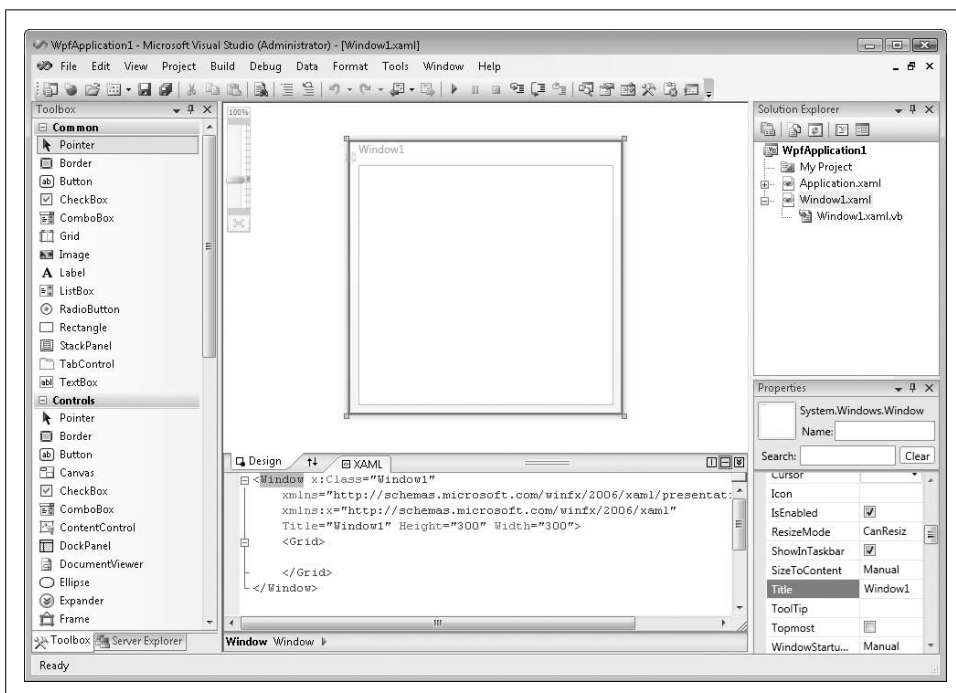 WpfApplication1 - Microsoft Visual Studio (Administrator) - [Window1.xaml]
File Edit View Project Build Debug Data Format Tools Window Help
Toolbox
Common
Pointer
Border
Button
CheckBox
ComboBox
Grid
Image
A Label
ListBox
RadioButton
Rectangle
StackPanel
TabControl
TextBox
Controls
Pointer
Border
Button
Canvas
CheckBox
ComboBox
ContentControl
DockPanel
DocumentViewer
Ellipse
Expander
Frame
Toolbox Server Explorer
100%
Window1
Design XAML
<Window x:Class="Window1"
xmlns="http://schemas.microsoft.com/winfx/2006/xaml/presentat
xmlns:x="http://schemas.microsoft.com/winfx/2006/xaml"
Title="Window1" Height="300" Width="300">
<Grid>
</Grid>
</Window>
Window Window
Solution Explorer
WpfApplication1
My Project
Application.xaml
Window1.xaml
Window1.xaml.vb
Properties
System.Windows.Window
Name:
Search: Clear
Cursor
Icon
IsEnabled
ResizeMode CanResiz
ShowInTaskbar
SizeToContent Manual
Title Window1
ToolTip
Topmost
WindowStartu... Manual
Ready